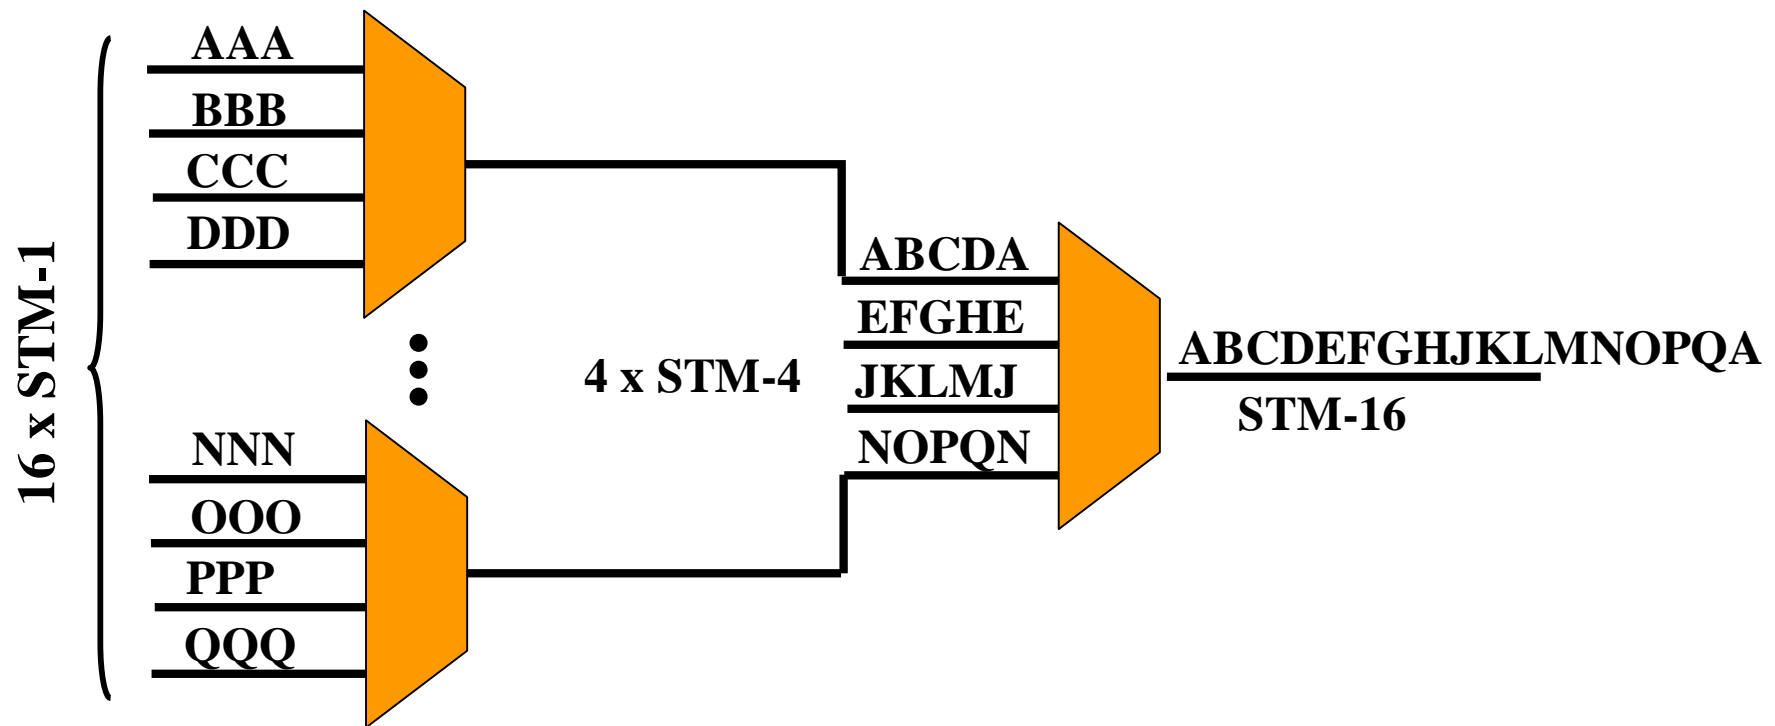 16 x STM-1
AAA
BBB
CCC
DDD
NNN
OOO
PPP
QQQ
4 x STM-4
ABCDA
EFGHE
JKLMJ
NOPQN
ABCDEFGHJKLMNOPQA
STM-16